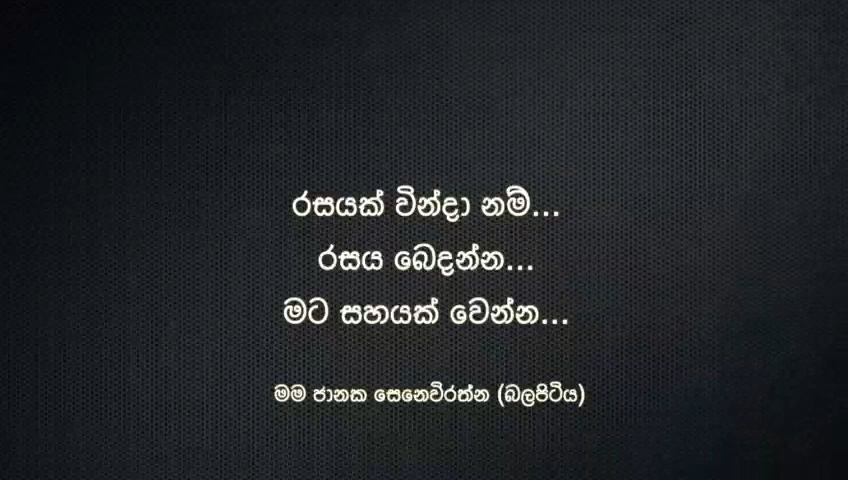 රසයක් වින්දා නම්...
රසය බෙදන්න...
මට සහයක් වෙන්න...
මම ජානක සෙනෙවිරත්න (බලපිටිය)